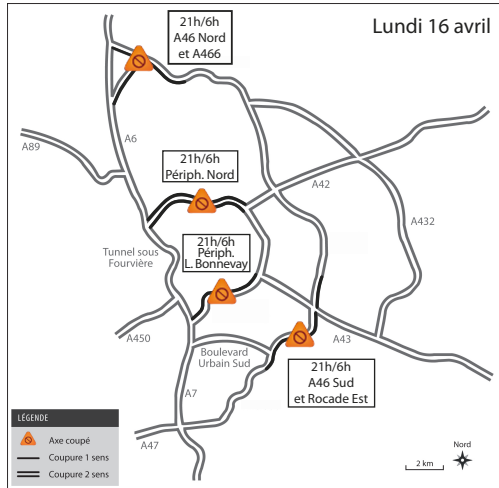 Lundi 16 avril
21h/6h
A46 Nord
et A466
A6
A89
21h/6h
Périph. Nord
A42
A432
Tunnel sous
Fourvière
21h/6h
Périph.
L. Bonnevay
A450
Boulevard
Urbain Sud
A43
A7
21h/6h
A46 Sud
et Rocade Est
A47
LÉGENDE
Axe coupé
Coupure 1 sens
Coupure 2 sens
Nord
2 km